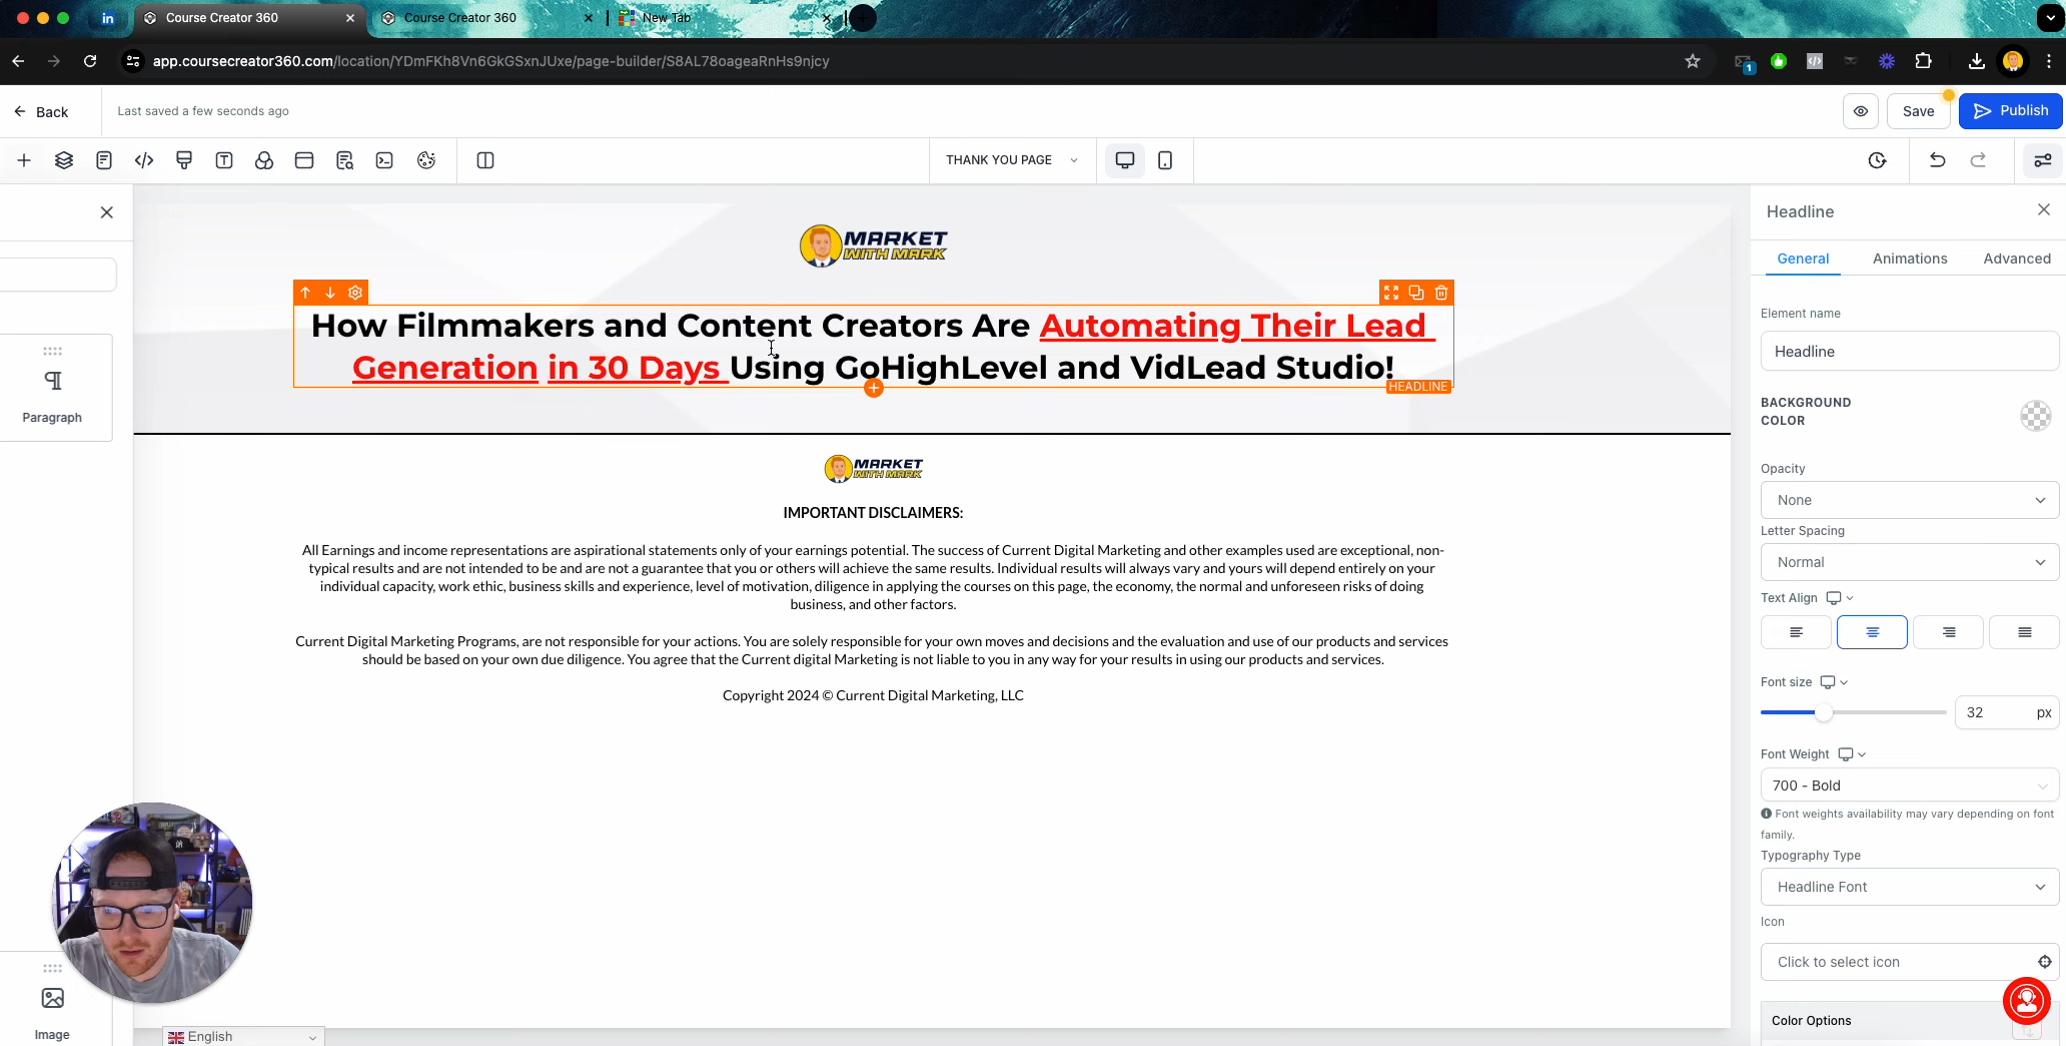 Course Creator 360
Course Creator 360
New Tab
app.coursecreator360.com/location/YDmFKh8Vn6GkGSxnJUxe/page-builder/S8AL78oageaRnHs9njcy
1
Back
Last saved a few seconds ago
Save
Publish
THANK YOU PAGE
MARKET
WITH MARK
How Filmmakers and Content Creators Are Automating Their Lead
Generation in 30 Days Using GoHighLevel and VidLead Studio!
HEADLINE
MARKET
WITH MARK
IMPORTANT DISCLAIMERS:
All Earnings and income representations are aspirational statements only of your earnings potential. The success of Current Digital Marketing and other examples used are exceptional, non-
typical results and are not intended to be and are not a guarantee that you or others will achieve the same results. Individual results will always vary and yours will depend entirely on your
individual capacity, work ethic, business skills and experience, level of motivation, diligence in applying the courses on this page, the economy, the normal and unforeseen risks of doing
business, and other factors.
Current Digital Marketing Programs, are not responsible for your actions. You are solely responsible for your own moves and decisions and the evaluation and use of our products and services
should be based on your own due diligence. You agree that the Current digital Marketing is not liable to you in any way for your results in using our products and services.
Copyright 2024 © Current Digital Marketing, LLC
Paragraph
Image
English
Headline
General
Animations
Advanced
Element name
Headline
BACKGROUND
COLOR
Opacity
None
Letter Spacing
Normal
Text Align
Font size
32
px
Font Weight
700 - Bold
Font weights availability may vary depending on font
family.
Typography Type
Headline Font
Icon
Click to select icon
Color Options